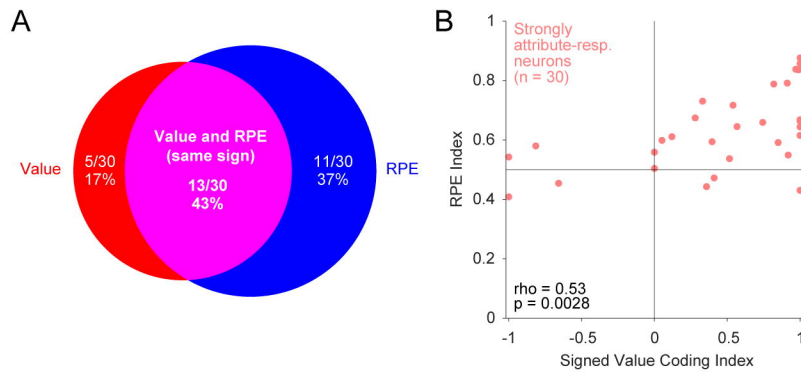 A
Value
5/30
17%
Value and RPE
(same sign)
13/30
43%
11/30
37%
RPE
B
Strongly
attribute-resp.
neurons
(n = 30)
RPE Index
1
0.8
0.6
0.4
0.2
0
rho = 0.53
p = 0.0028
-1
-0.5
0
0.5
1
Signed Value Coding Index